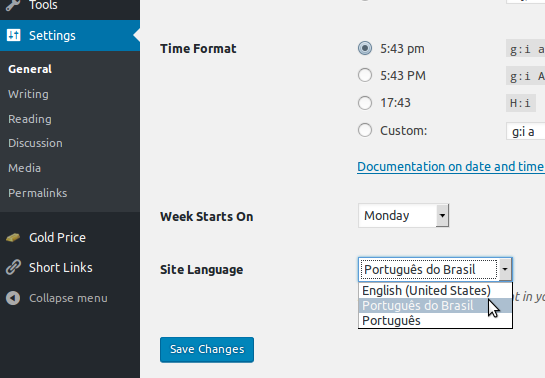 Tools
Settings
General
Writing
Reading
Discussion
Media
Permalinks
Gold Price
Short Links
Collapse menu
Time Format
5:43 pm
g:i a
5:43 PM
g:i A
17:43
H:i
Custom:
g:i a
Documentation on date and time
Week Starts On
Monday
Site Language
Português do Brasil
English (United States)
Português do Brasil
Português
t in yo
Save Changes